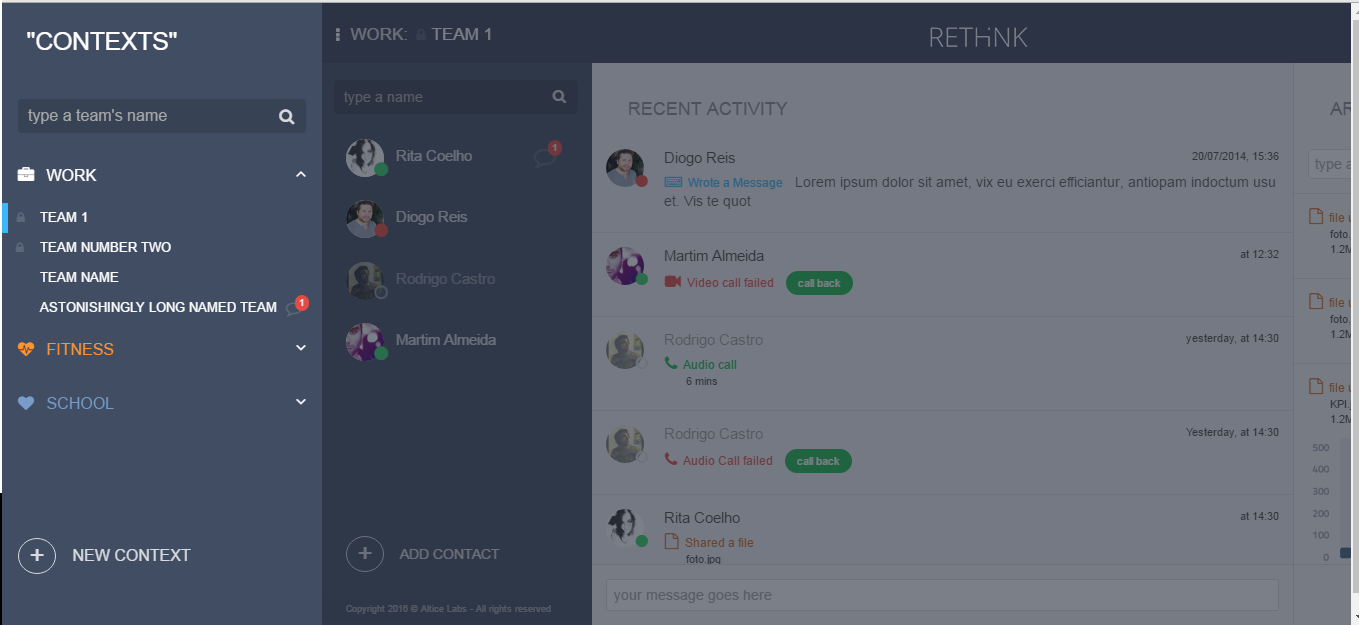 "CONTEXTS"
type a team's name
WORK
TEAM 1
TEAM NUMBER TWO
TEAM NAME
ASTONISHINGLY LONG NAMED TEAM 1
FITNESS
SCHOOL
+ NEW CONTEXT
WORK: TEAM 1
RETHiNK
type a name
Rita Coelho 1
Diogo Reis
Rodrigo Castro
Martim Almeida
+ ADD CONTACT
Copyright 2016 © Altice Labs - All rights reserved
RECENT ACTIVITY
Diogo Reis 20/07/2014, 15:36
Wrote a Message Lorem ipsum dolor sit amet, vix eu exerci efficiantur, antiopam indoctum usu
et. Vis te quot
Martim Almeida at 12:32
Video call failed call back
Rodrigo Castro yesterday, at 14:30
Audio call
6 mins
Rodrigo Castro Yesterday, at 14:30
Audio Call failed call back
Rita Coelho at 14:30
Shared a file
foto.jpg
your message goes here
AR
type a
file u
foto.
1.2M
file u
foto.
1.2M
file u
KPI.
1.2M
500
400
300
200
100
0